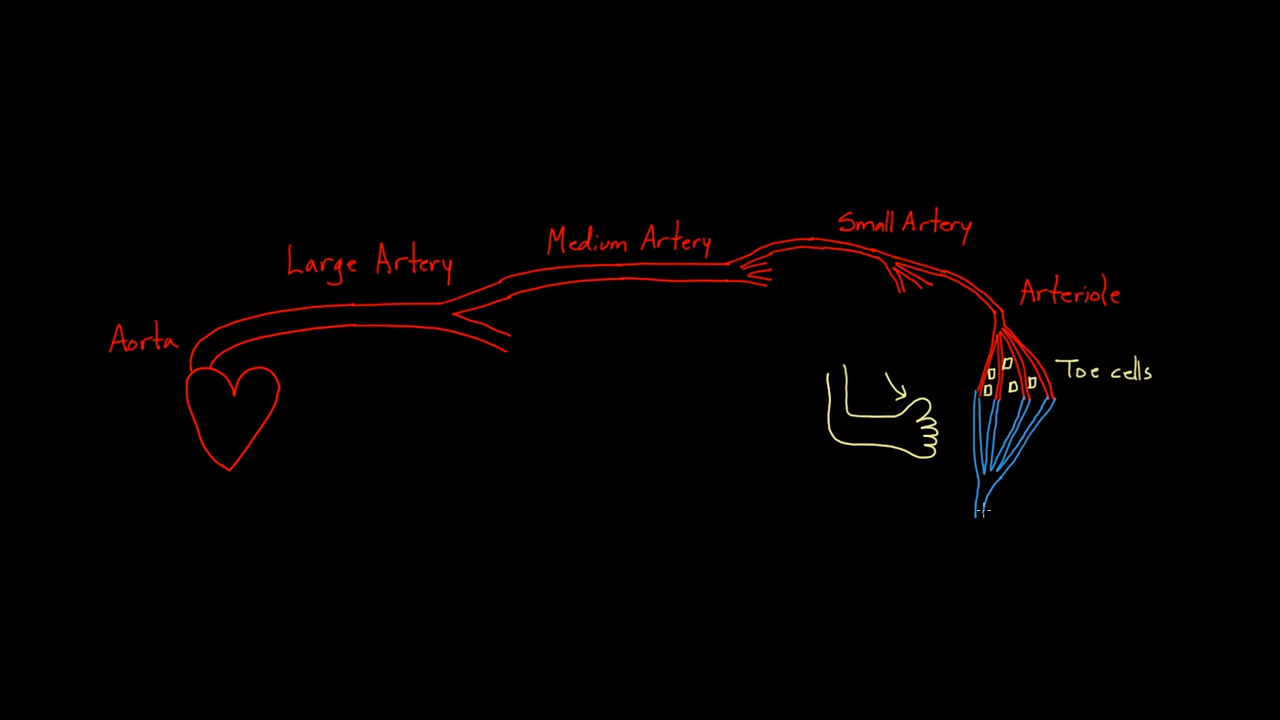 Aorta
Large Artery
Medium Artery
Small Artery
Arteriole
Toe cells